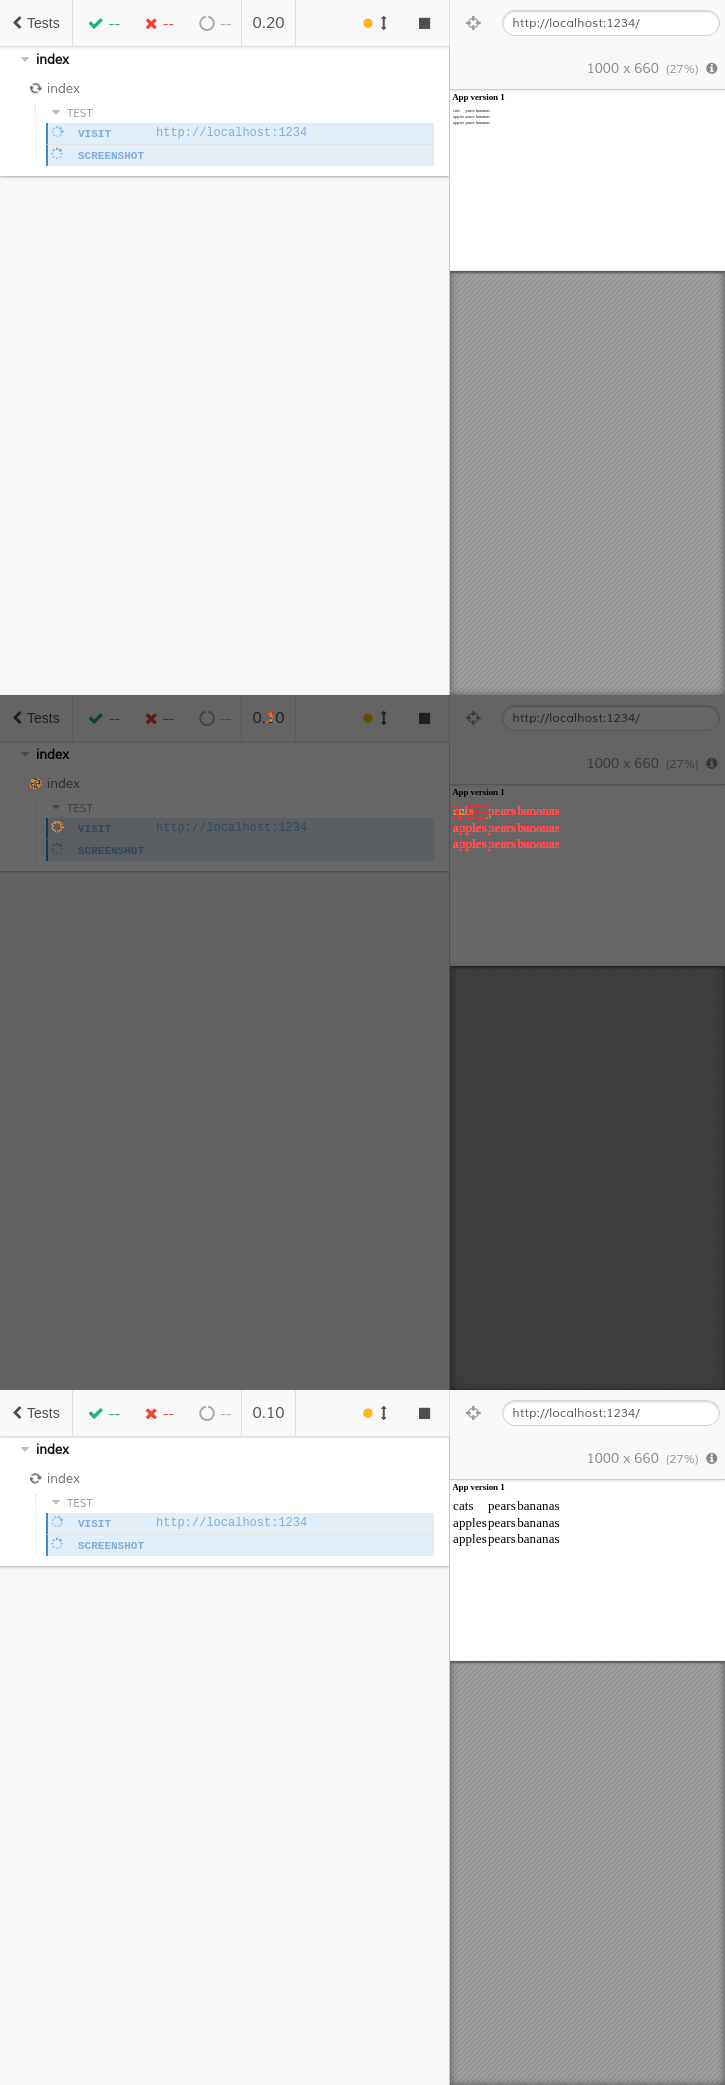 Tests -- -- -- 0.20 http://localhost:1234/
1000 x 660 (27%)
index
index
TEST
VISIT http://localhost:1234
SCREENSHOT
App version 1
cats pears bananas
apples pears bananas
apples pears bananas
Tests -- -- -- http://localhost:1234/
1000 x 660 (27%)
index
index
TEST
VISIT http://localhost:1234
SCREENSHOT
App version 1
cats pears bananas
apples pears bananas
apples pears bananas
Tests -- -- -- 0.10 http://localhost:1234/
1000 x 660 (27%)
index
index
TEST
VISIT http://localhost:1234
SCREENSHOT
App version 1
cats pears bananas
apples pears bananas
apples pears bananas